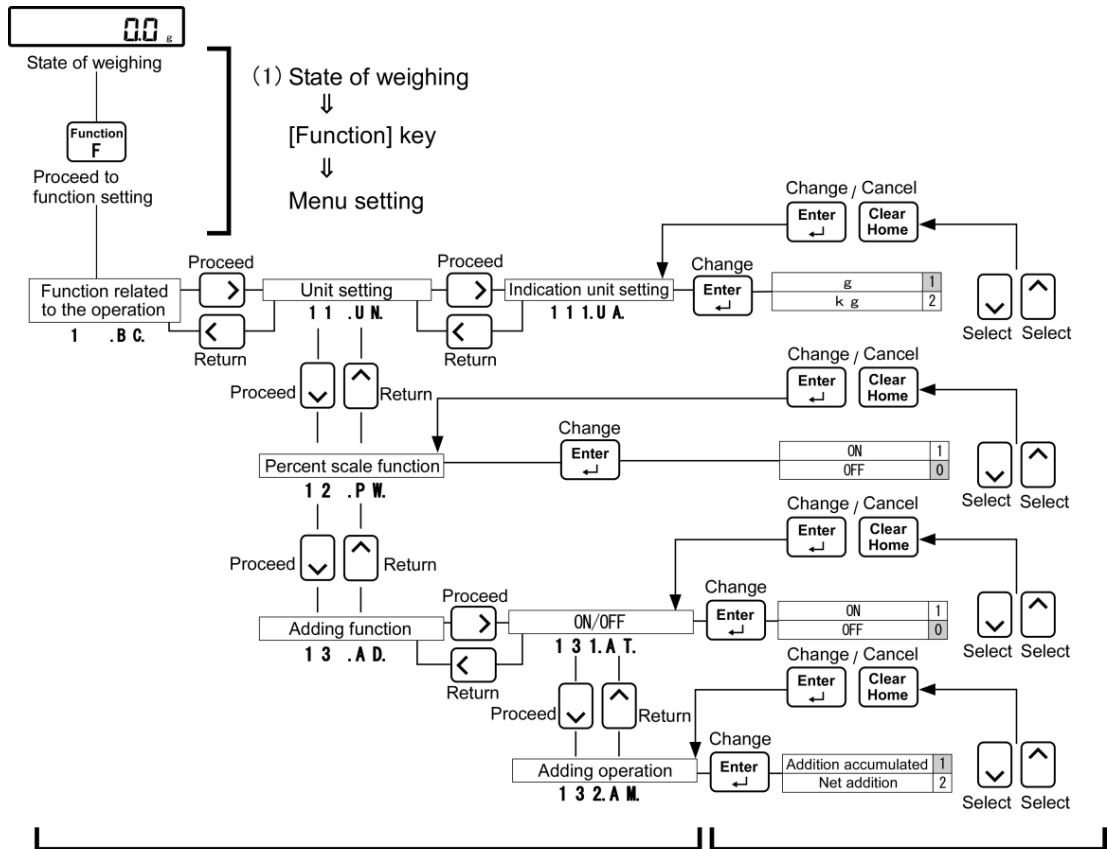 0.0 g
State of weighing
Function
F
Proceed to
function setting
(1) State of weighing
⇓
[Function] key
⇓
Menu setting
Change / Cancel
Enter
Clear
Home
Proceed
Proceed
Change
Function related
to the operation
1 .B C.
Unit setting
1 1 .U N.
Indication unit setting
1 1 1.U A.
Enter
g 1
k g 2
Return
Return
Select Select
Change / Cancel
Proceed
Return
Enter
Clear
Home
Change
Percent scale function
1 2 .P W.
Enter
ON 1
OFF 0
Select Select
Change / Cancel
Proceed
Return
Enter
Clear
Home
Proceed
Change
Adding function
1 3 .A D.
ON/OFF
1 3 1.A T.
Enter
ON 1
OFF 0
Return
Select Select
Change / Cancel
Proceed
Return
Enter
Clear
Home
Change
Adding operation
1 3 2.A M.
Enter
Addition accumulated 1
Net addition 2
Select Select